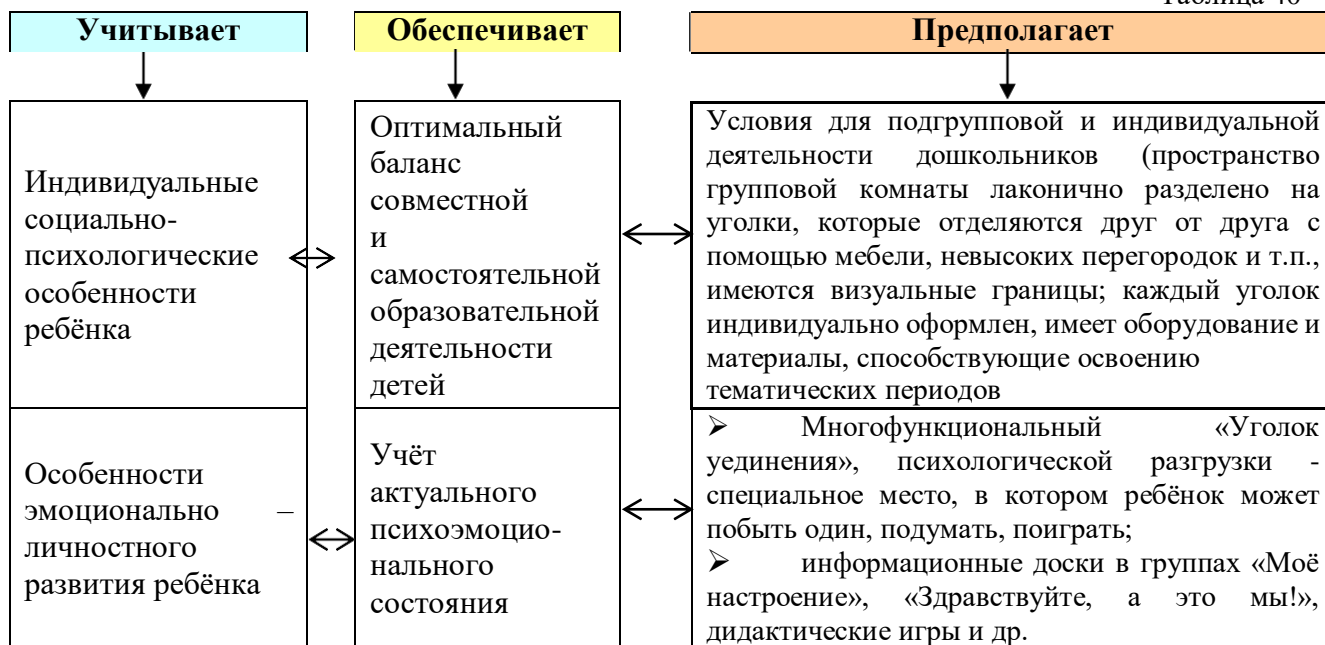 Таблица 40
Учитывает
Обеспечивает
Предполагает
Индивидуальные
социально-
психологические
особенности
ребёнка
Оптимальный
баланс
совместной
и
самостоятельной
образовательной
деятельности
детей
Условия для подгрупповой и индивидуальной
деятельности дошкольников (пространство
групповой комнаты лаконично разделено на
уголки, которые отделяются друг от друга с
помощью мебели, невысоких перегородок и т.п.,
имеются визуальные границы; каждый уголок
индивидуально оформлен, имеет оборудование и
материалы, способствующие освоению
тематических периодов
Особенности
эмоционально –
личностного
развития ребёнка
Учёт
актуального
психоэмоцио-
нального
состояния
➢ Многофункциональный «Уголок
уединения», психологической разгрузки -
специальное место, в котором ребёнок может
побыть один, подумать, поиграть;
➢ информационные доски в группах «Моё
настроение», «Здравствуйте, а это мы!»,
дидактические игры и др.